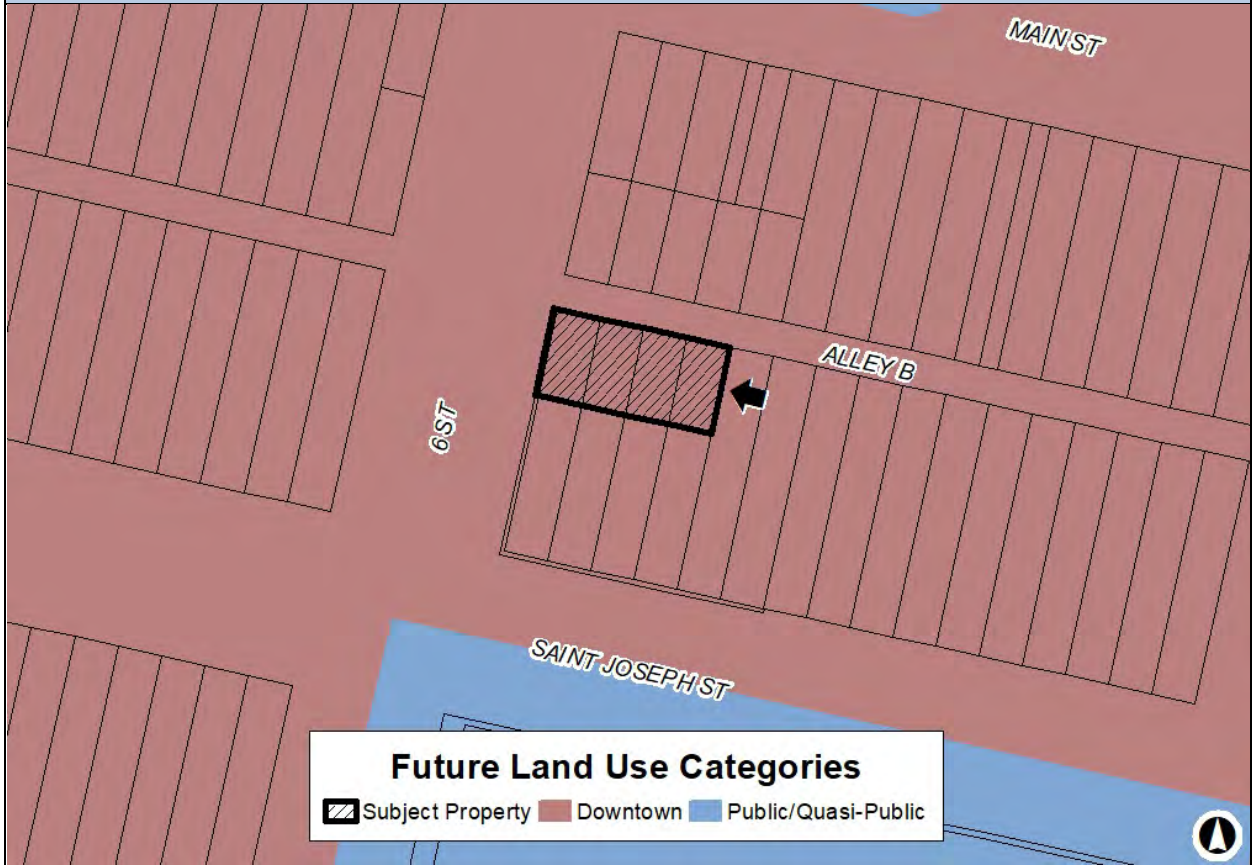 MAIN ST
ALLEY B
6 ST
SAINT JOSEPH ST
Future Land Use Categories
Subject Property Downtown Public/Quasi-Public